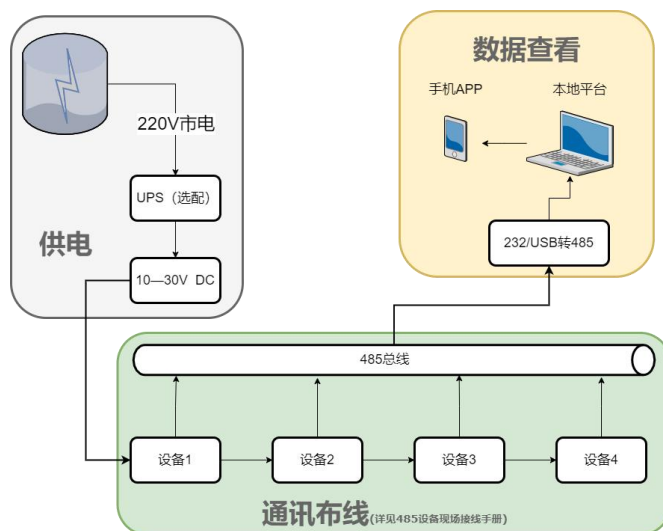 数据查看
手机APP
本地平台
220V市电
UPS（选配）
供电
232/USB转485
10—30V DC
485总线
设备1
设备2
设备3
设备4
通讯布线(详见485设备现场接线手册)